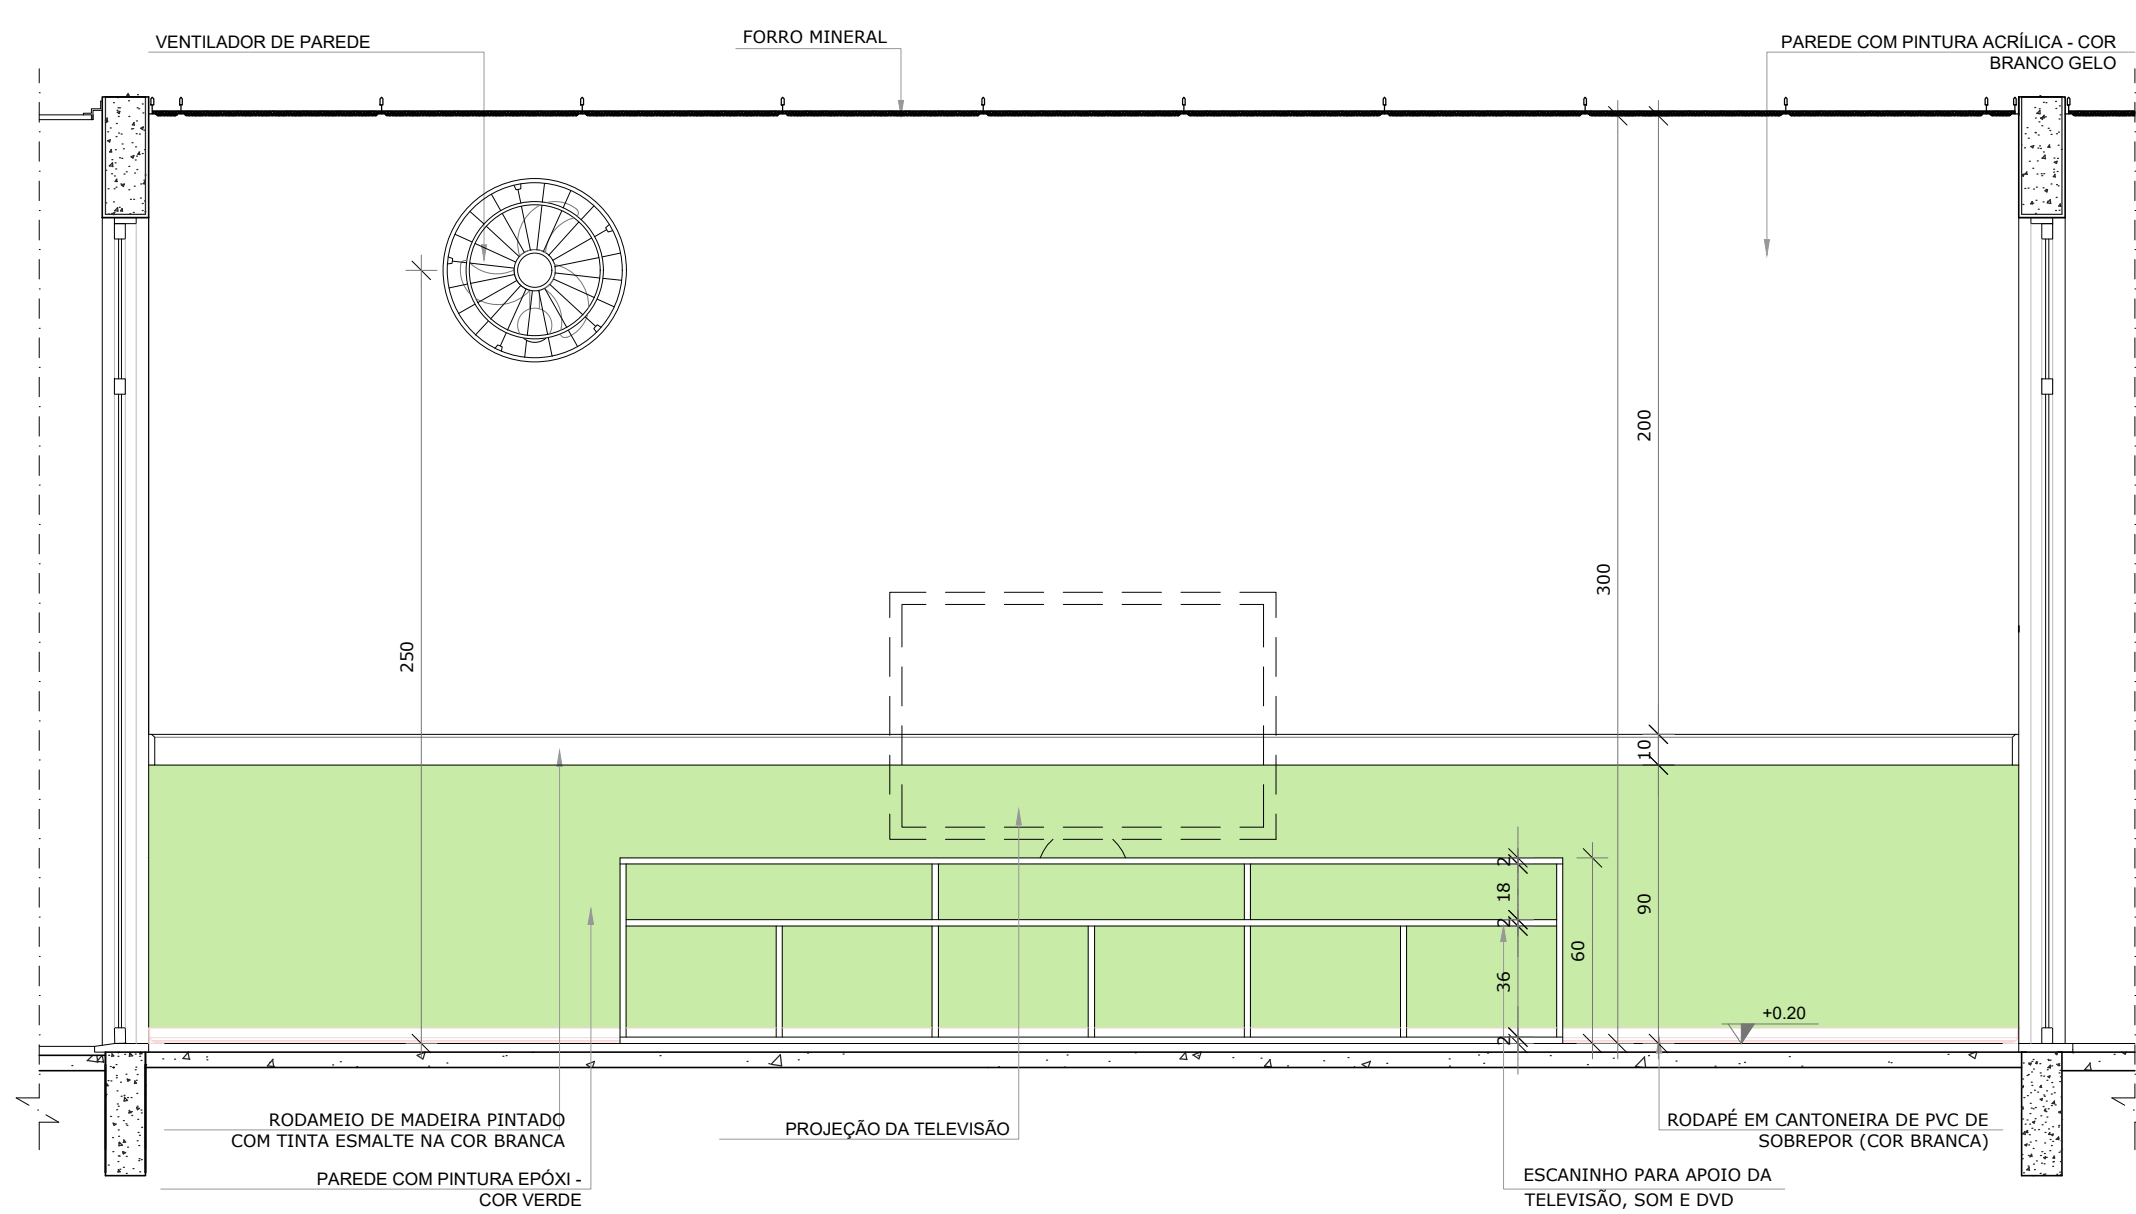 VENTILADOR DE PAREDE
FORRO MINERAL
PAREDE COM PINTURA ACRÍLICA - COR
BRANCO GELO
200
300
250
10
2
18
90
2
60
36
+0.20
2
RODAMEIO DE MADEIRA PINTADO
COM TINTA ESMALTE NA COR BRANCA
PROJEÇÃO DA TELEVISÃO
RODAPÉ EM CANTONEIRA DE PVC DE
SOBREPOR (COR BRANCA)
PAREDE COM PINTURA EPÓXI -
COR VERDE
ESCANINHO PARA APOIO DA
TELEVISÃO, SOM E DVD